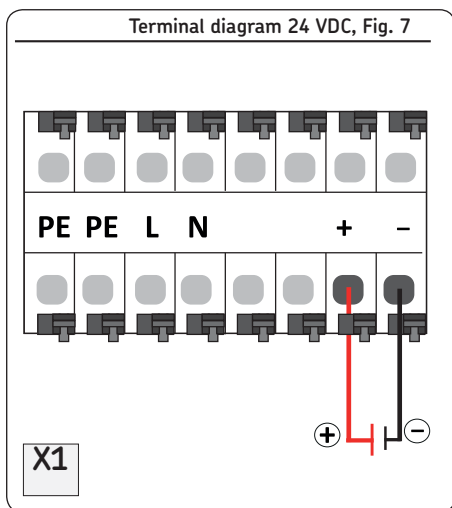 Terminal diagram 24 VDC, Fig. 7
PE PE L N + –
+ –
X1